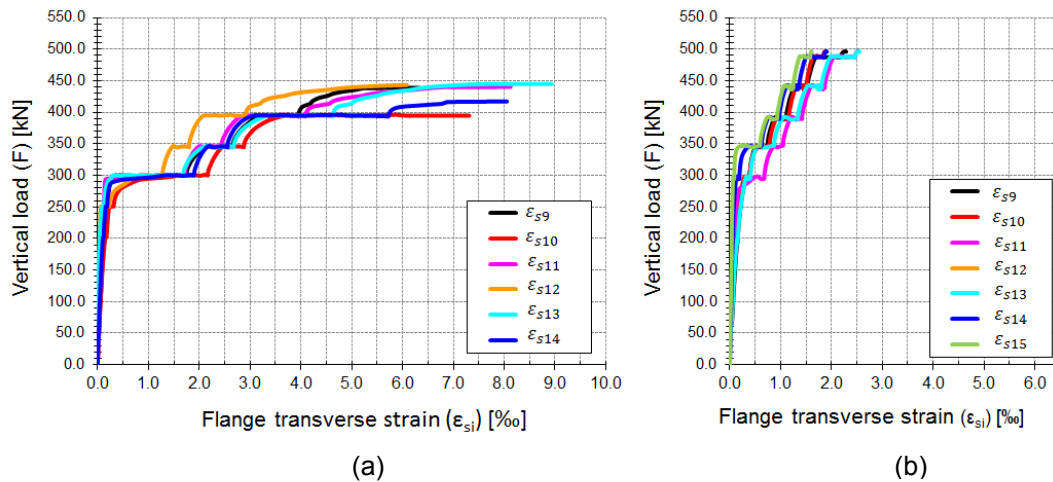 550.0
500.0
450.0
400.0
350.0
300.0
250.0
200.0
150.0
100.0
50.0
0.0
Vertical load (F) [kN]
0.0 1.0 2.0 3.0 4.0 5.0 6.0 7.0 8.0 9.0 10.0
Flange transverse strain (εsi) [‰]
εs9
εs10
εs11
εs12
εs13
εs14
(a)
550.0
500.0
450.0
400.0
350.0
300.0
250.0
200.0
150.0
100.0
50.0
0.0
Vertical load (F) [kN]
0.0 1.0 2.0 3.0 4.0 5.0 6.0
Flange transverse strain (εsi) [‰]
εs9
εs10
εs11
εs12
εs13
εs14
εs15
(b)